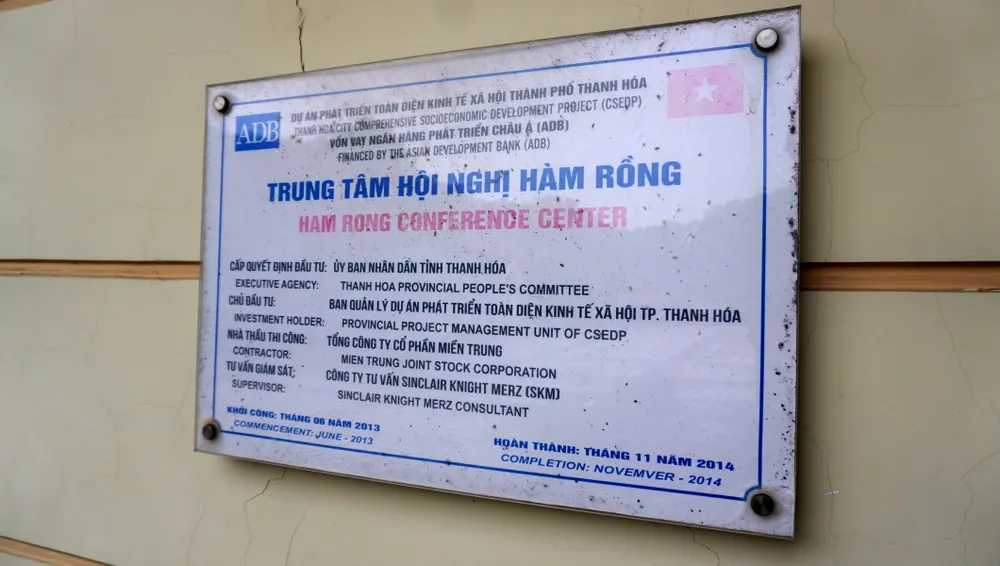 ADB
DỰ ÁN PHÁT TRIỂN TOÀN DIỆN KINH TẾ XÃ HỘI THÀNH PHỐ THANH HÓA
THANH HOA CITY COMPREHENSIVE SOCIOECONOMIC DEVELOPMENT PROJECT (CSEDP)
VỐN VAY NGÂN HÀNG PHÁT TRIỂN CHÂU Á (ADB)
FINANCED BY THE ASIAN DEVELOPMENT BANK (ADB)
TRUNG TÂM HỘI NGHỊ HÀM RỒNG
HAM RONG CONFERENCE CENTER
CẤP QUYẾT ĐỊNH ĐẦU TƯ: ỦY BAN NHÂN DÂN TỈNH THANH HÓA
EXECUTIVE AGENCY: THANH HOA PROVINCIAL PEOPLE'S COMMITTEE
CHỦ ĐẦU TƯ: BAN QUẢN LÝ DỰ ÁN PHÁT TRIỂN TOÀN DIỆN KINH TẾ XÃ HỘI TP. THANH HÓA
INVESTMENT HOLDER: PROVINCIAL PROJECT MANAGEMENT UNIT OF CSEDP
NHÀ THẦU THI CÔNG: TỔNG CÔNG TY CỔ PHẦN MIỀN TRUNG
CONTRACTOR: MIEN TRUNG JOINT STOCK CORPORATION
TƯ VẤN GIÁM SÁT: CÔNG TY TƯ VẤN SINCLAIR KNIGHT MERZ (SKM)
SUPERVISOR: SINCLAIR KNIGHT MERZ CONSULTANT
KHỞI CÔNG: THÁNG 06 NĂM 2013
COMMENCEMENT: JUNE - 2013
HOÀN THÀNH: THÁNG 11 NĂM 2014
COMPLETION: NOVEMVER - 2014